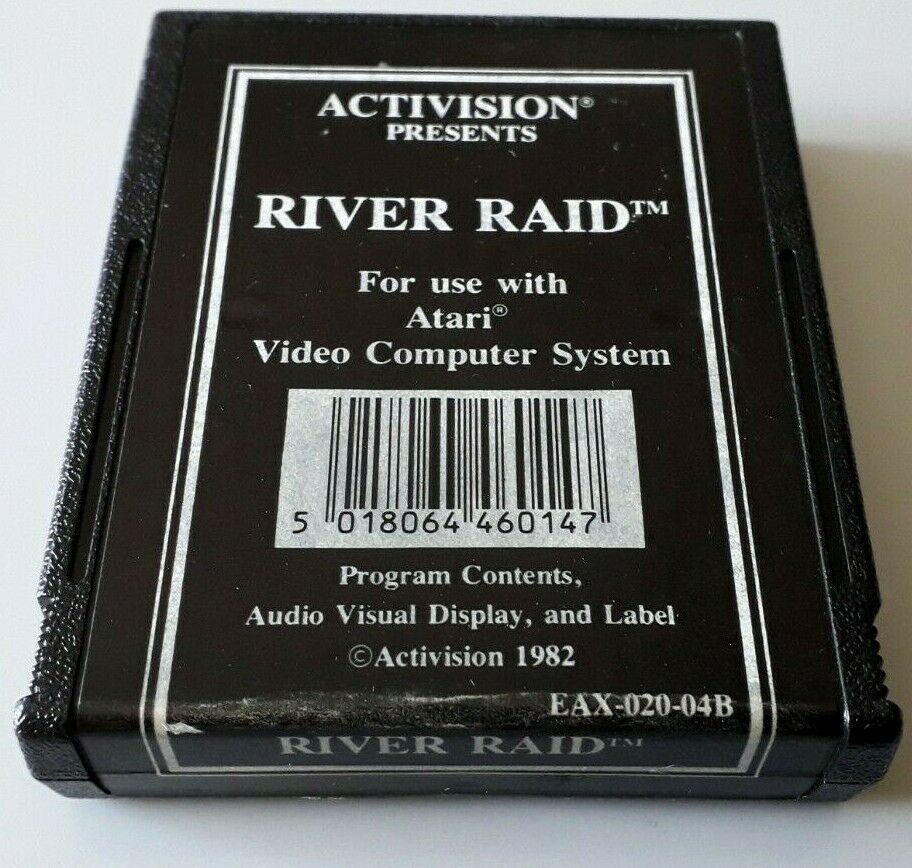 ACTIVISION®
PRESENTS
RIVER RAID™
For use with
Atari®
Video Computer System
5 018064 460147
Program Contents,
Audio Visual Display, and Label
©Activision 1982
EAX-020-04B
RIVER RAID™